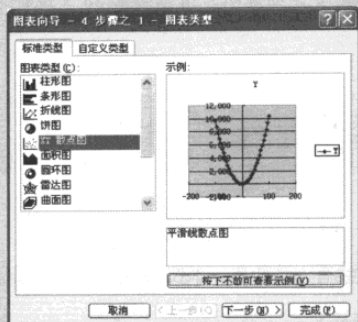 图表向导 - 4 步骤之 1 - 图表类型
标准类型 自定义类型
图表类型(C):
柱形图
条形图
折线图
饼图
XY 散点图
面积图
圆环图
雷达图
曲面图
示例:
Y
12,000
10,000
8,000
6,000
4,000
2,000
-200 -100 0 100 200
Y
平滑线散点图
按下不放可查看示例(V)
取消 <上一步(B) 下一步(N)> 完成(F)